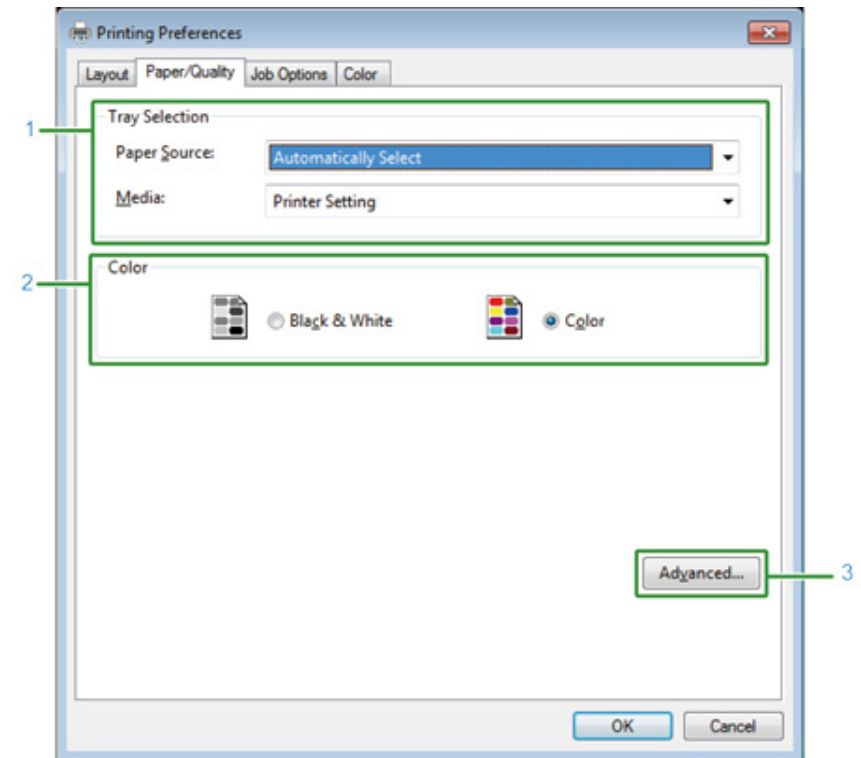 Printing Preferences
Layout Paper/Quality Job Options Color
1
Tray Selection
Paper Source: Automatically Select
Media: Printer Setting
2
Color
Black & White Color
Advanced...
3
OK Cancel